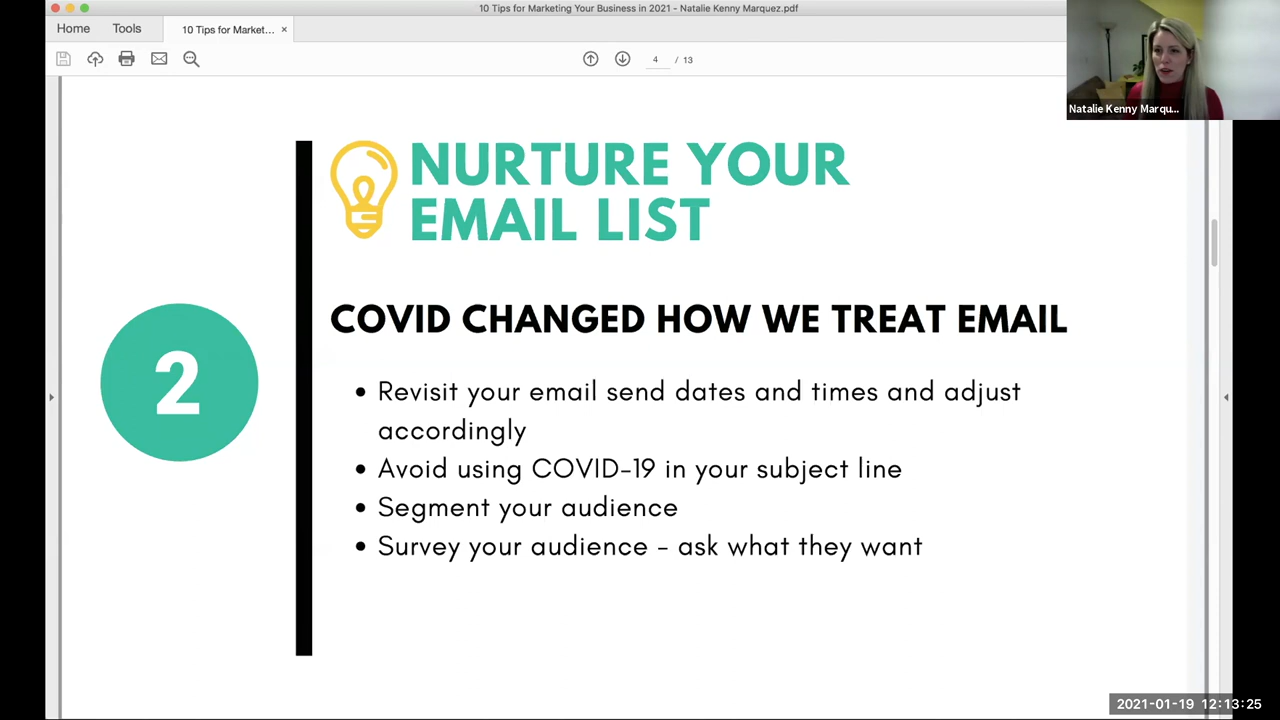 10 Tips for Marketing Your Business in 2021 - Natalie Kenny Marquez.pdf
Home Tools 10 Tips for Market... ×
4 / 13
Natalie Kenny Marqu...
NURTURE YOUR
EMAIL LIST
COVID CHANGED HOW WE TREAT EMAIL
2
• Revisit your email send dates and times and adjust
accordingly
• Avoid using COVID-19 in your subject line
• Segment your audience
• Survey your audience - ask what they want
2021-01-19 12:13:25